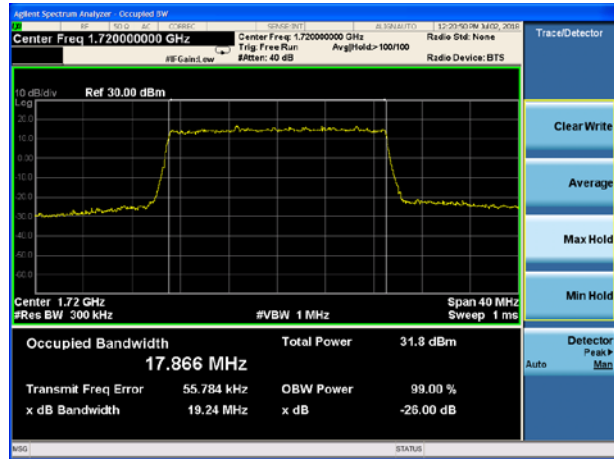 Agilent Spectrum Analyzer - Occupied BW
RF 50 Ω AC CORREC SENSE:INT ALIGNAUTO 12:20:50 PM Jul 02, 2018
Center Freq 1.720000000 GHz
Center Freq: 1.720000000 GHz
Radio Std: None
Trig: Free Run Avg|Hold:>100/100
#IFGain:Low #Atten: 40 dB Radio Device: BTS
Trace/Detector
10 dB/div Ref 30.00 dBm
Log
20.0
10.0
0.00
-10.0
-20.0
-30.0
-40.0
-50.0
-60.0
Center 1.72 GHz Span 40 MHz
#Res BW 300 kHz #VBW 1 MHz Sweep 1 ms
Occupied Bandwidth Total Power 31.8 dBm
17.866 MHz
Transmit Freq Error 55.784 kHz OBW Power 99.00 %
x dB Bandwidth 19.24 MHz x dB -26.00 dB
Clear Write
Average
Max Hold
Min Hold
Detector
Peak▶
Auto Man
MSG STATUS